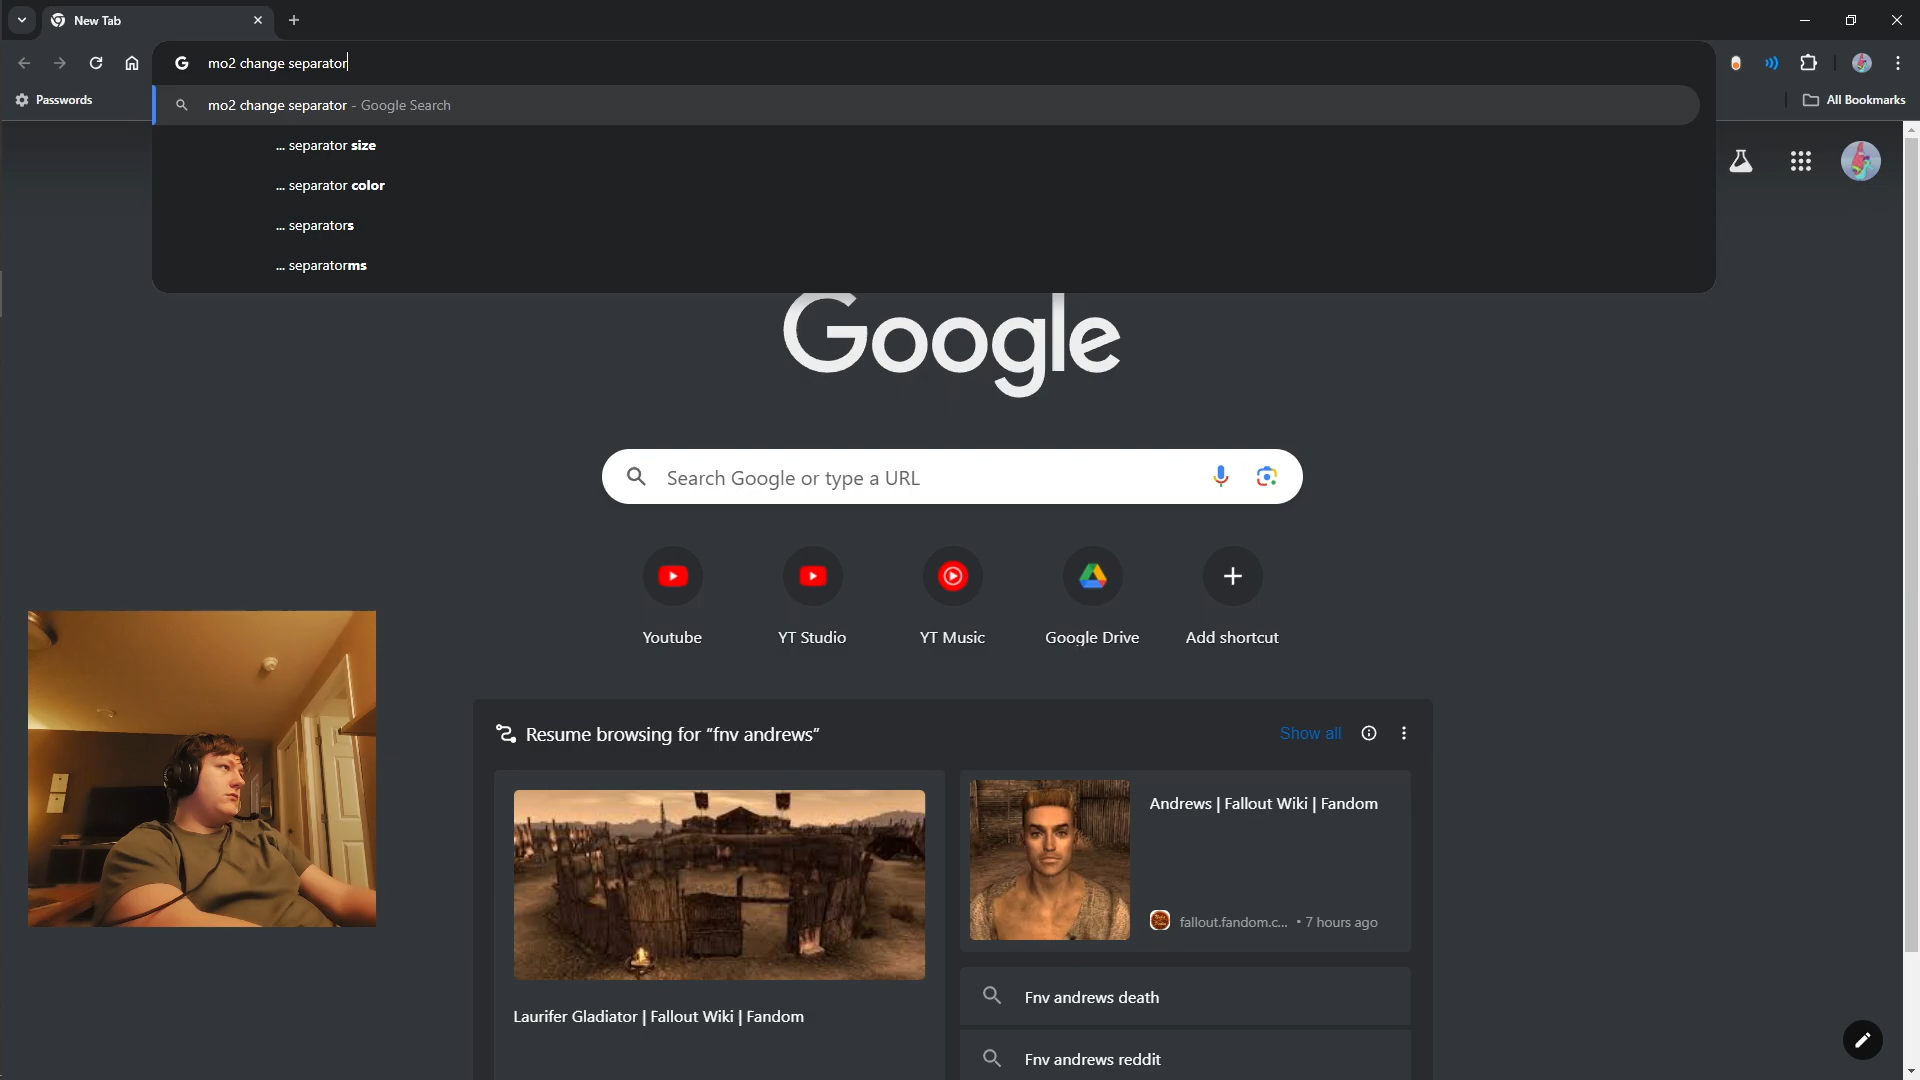 New Tab
mo2 change separator
Passwords
All Bookmarks
mo2 change separator - Google Search
... separator size
... separator color
... separators
... separatorms
Google
Search Google or type a URL
Youtube
YT Studio
YT Music
Google Drive
Add shortcut
Resume browsing for “fnv andrews”
Show all
Andrews | Fallout Wiki | Fandom
fallout.fandom.c... • 7 hours ago
Laurifer Gladiator | Fallout Wiki | Fandom
Fnv andrews death
Fnv andrews reddit